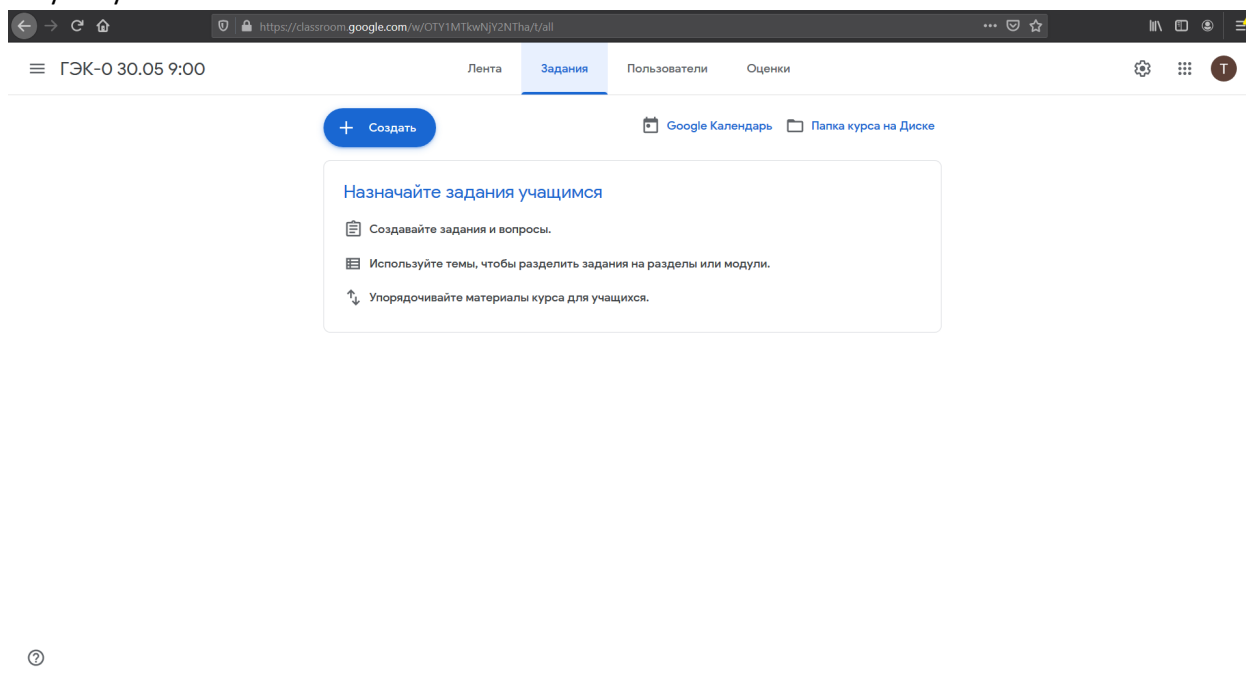 https://classroom.google.com/w/OTY1MTkwNjY2NTha/t/all
ГЭК-0 30.05 9:00
Лента Задания Пользователи Оценки
T
Создать
Google Календарь Папка курса на Диске
Назначайте задания учащимся
Создавайте задания и вопросы.
Используйте темы, чтобы разделить задания на разделы или модули.
Упорядочивайте материалы курса для учащихся.